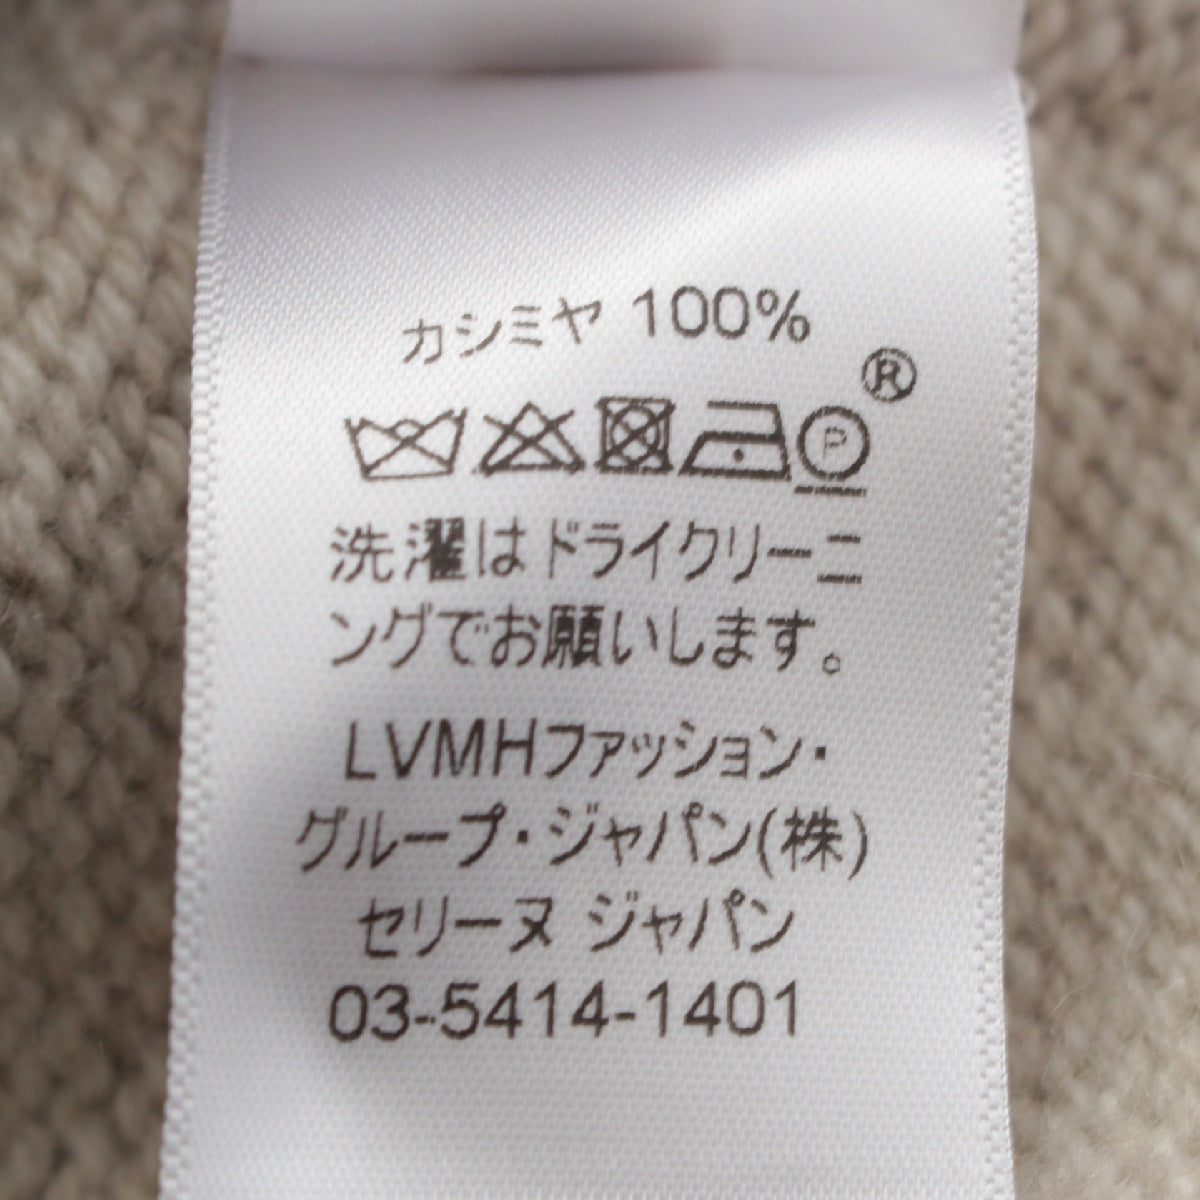 カシミヤ 100%
®
P
洗濯はドライクリーニ
ングでお願いします。
LVMHファッション・
グループ・ジャパン(株)
セリーヌ ジャパン
03-5414-1401